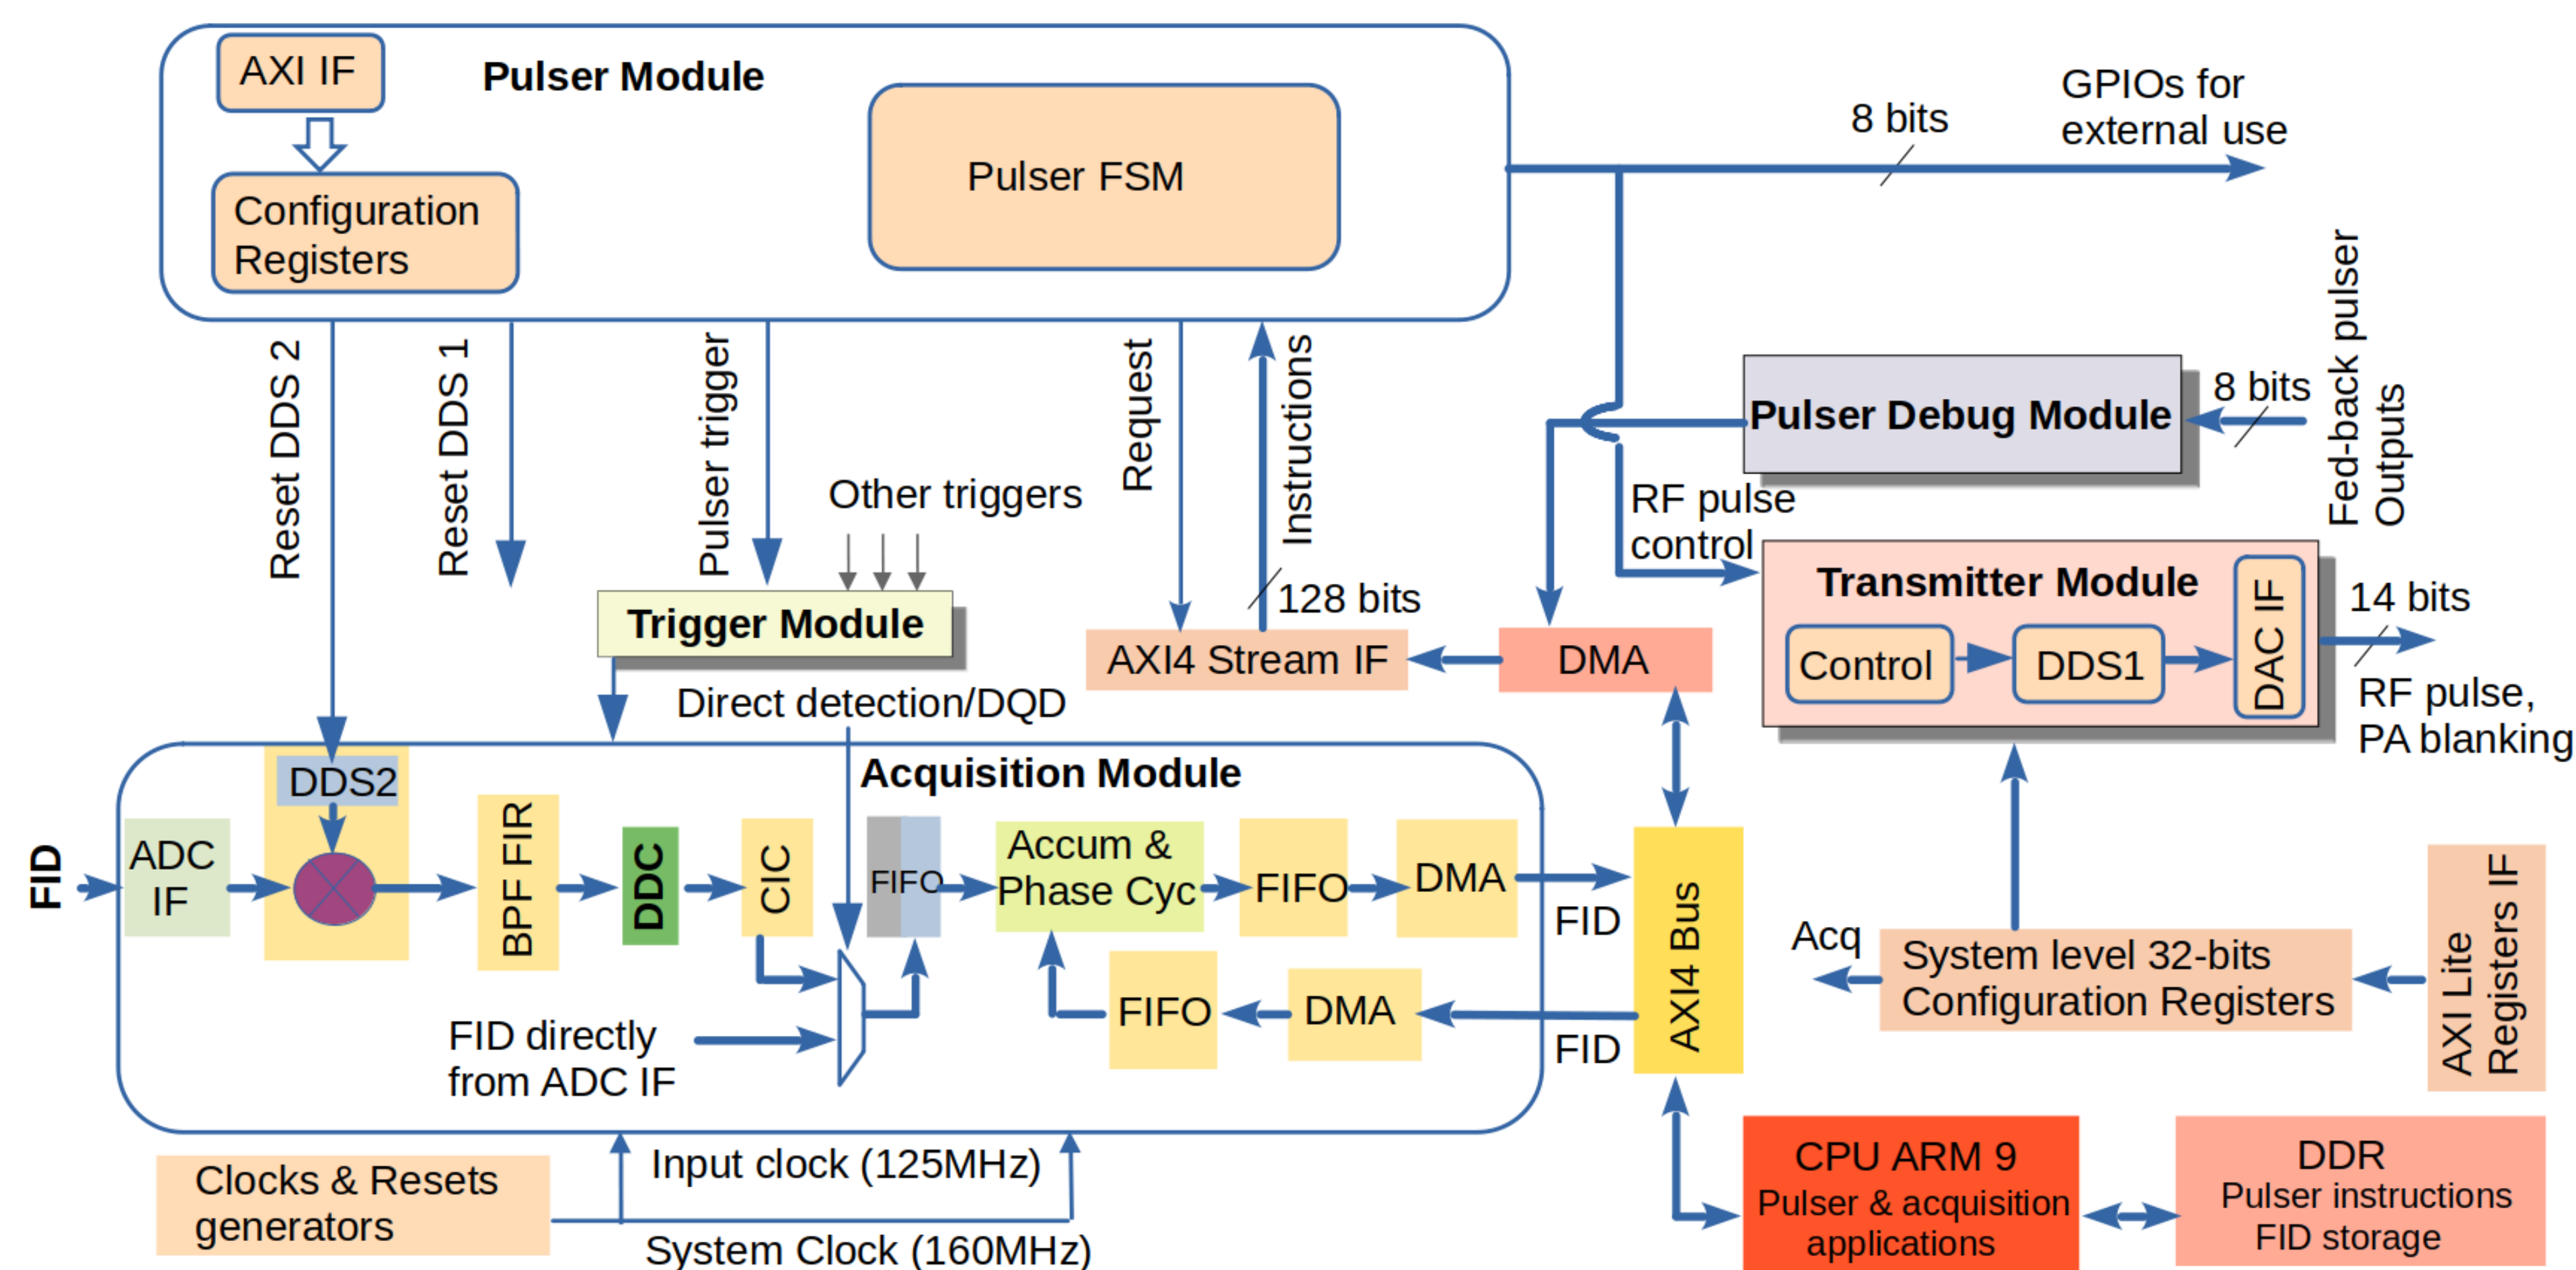 AXI IF
Pulser Module
Configuration
Registers
Pulser FSM
8 bits
GPIOs for
external use
Reset DDS 2
Reset DDS 1
Pulser trigger
Other triggers
Request
Instructions
128 bits
Pulser Debug Module
8 bits
Fed-back pulser
Outputs
RF pulse
control
Trigger Module
AXI4 Stream IF
DMA
Transmitter Module
Control
DDS1
DAC IF
14 bits
RF pulse,
PA blanking
Direct detection/DQD
Acquisition Module
FID
ADC
IF
DDS2
BPF FIR
DDC
CIC
FIFO
Accum &
Phase Cyc
FIFO
DMA
FID
FIFO
DMA
FID
FID directly
from ADC IF
AXI4 Bus
Acq
System level 32-bits
Configuration Registers
AXI Lite
Registers IF
Clocks & Resets
generators
Input clock (125MHz)
System Clock (160MHz)
CPU ARM 9
Pulser & acquisition
applications
DDR
Pulser instructions
FID storage